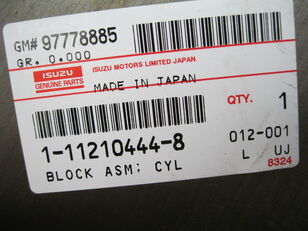 GM# 97778885
GR. 0.000
ISUZU
GENUINE PARTS
ISUZU MOTORS LIMITED JAPAN
MADE IN JAPAN
QTY. 1
1-11210444-8 012-001
BLOCK ASM; CYL L UJ
8324